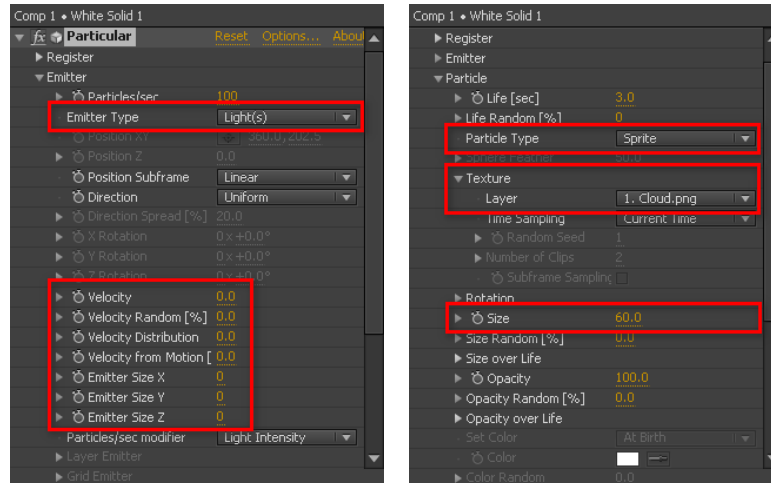 Comp 1 • White Solid 1
fx Particular Reset Options... Abou
Register
Emitter
Particles/sec 100
Emitter Type Light(s)
Position XY 360.0,202.5
Position Z 0.0
Position Subframe Linear
Direction Uniform
Direction Spread [%] 20.0
X Rotation 0x+0.0°
Y Rotation 0x+0.0°
Z Rotation 0x+0.0°
Velocity 0.0
Velocity Random [%] 0.0
Velocity Distribution 0.0
Velocity from Motion [ 0.0
Emitter Size X 0
Emitter Size Y 0
Emitter Size Z 0
Particles/sec modifier Light Intensity
Layer Emitter
Grid Emitter
Comp 1 • White Solid 1
Register
Emitter
Particle
Life [sec] 3.0
Life Random [%] 0
Particle Type Sprite
Sphere Feather 50.0
Texture
Layer 1. Cloud.png
Time Sampling Current Time
Random Seed 1
Number of Clips 2
Subframe Sampling
Rotation
Size 60.0
Size Random [%] 0.0
Size over Life
Opacity 100.0
Opacity Random [%] 0.0
Opacity over Life
Set Color At Birth
Color
Color Random 0.0